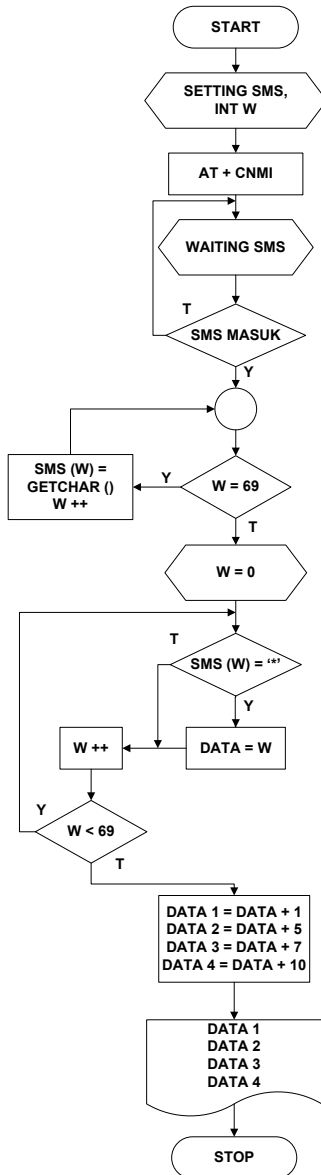 START
SETTING SMS,
INT W
AT + CNMI
WAITING SMS
T
SMS MASUK
Y
SMS (W) =
GETCHAR ()
W ++
Y
W = 69
T
W = 0
T
SMS (W) = ‘*’
Y
W ++
DATA = W
Y
W < 69
T
DATA 1 = DATA + 1
DATA 2 = DATA + 5
DATA 3 = DATA + 7
DATA 4 = DATA + 10
DATA 1
DATA 2
DATA 3
DATA 4
STOP